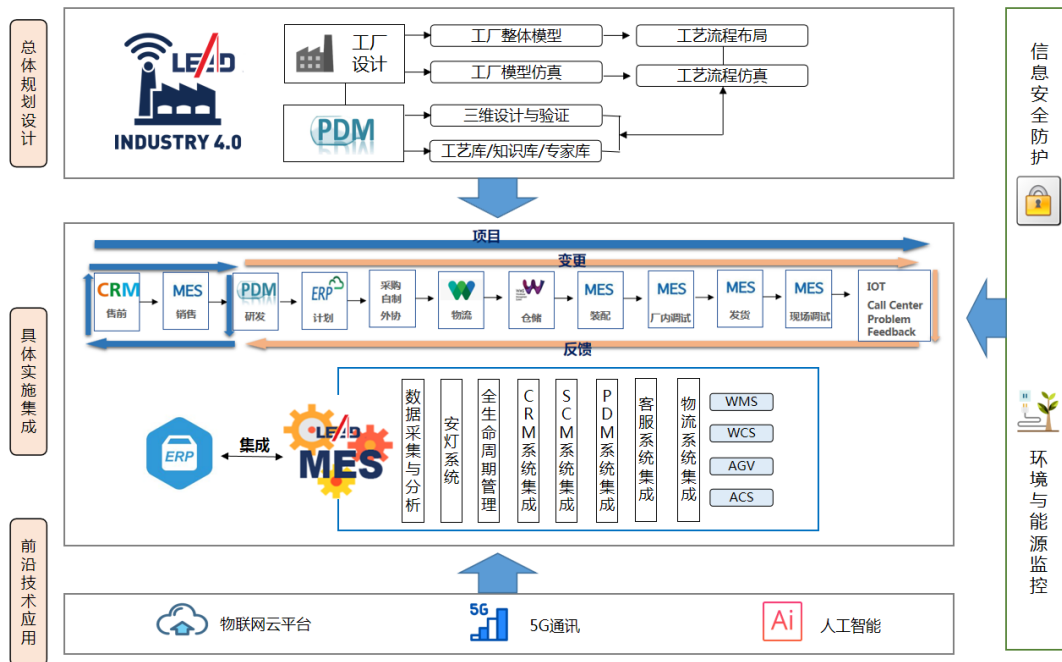 总体规划设计
LEAD
INDUSTRY 4.0
工厂
设计
工厂整体模型
工艺流程布局
工厂模型仿真
工艺流程仿真
PDM
三维设计与验证
工艺库/知识库/专家库
信息安全防护
环境与能源监控
具体实施集成
项目
变更
CRM
售前
MES
销售
PDM
研发
ERP
计划
采购
自制
外协
物流
仓储
MES
装配
MES
厂内调试
MES
发货
MES
现场调试
IOT
Call Center
Problem
Feedback
反馈
ERP
集成
LEAD
MES
数据采集与分析
安灯系统
全生命周期管理
CRM系统集成
SCM系统集成
PDM系统集成
客服系统集成
物流系统集成
WMS
WCS
AGV
ACS
前沿技术应用
物联网云平台
5G
5G通讯
Ai
人工智能